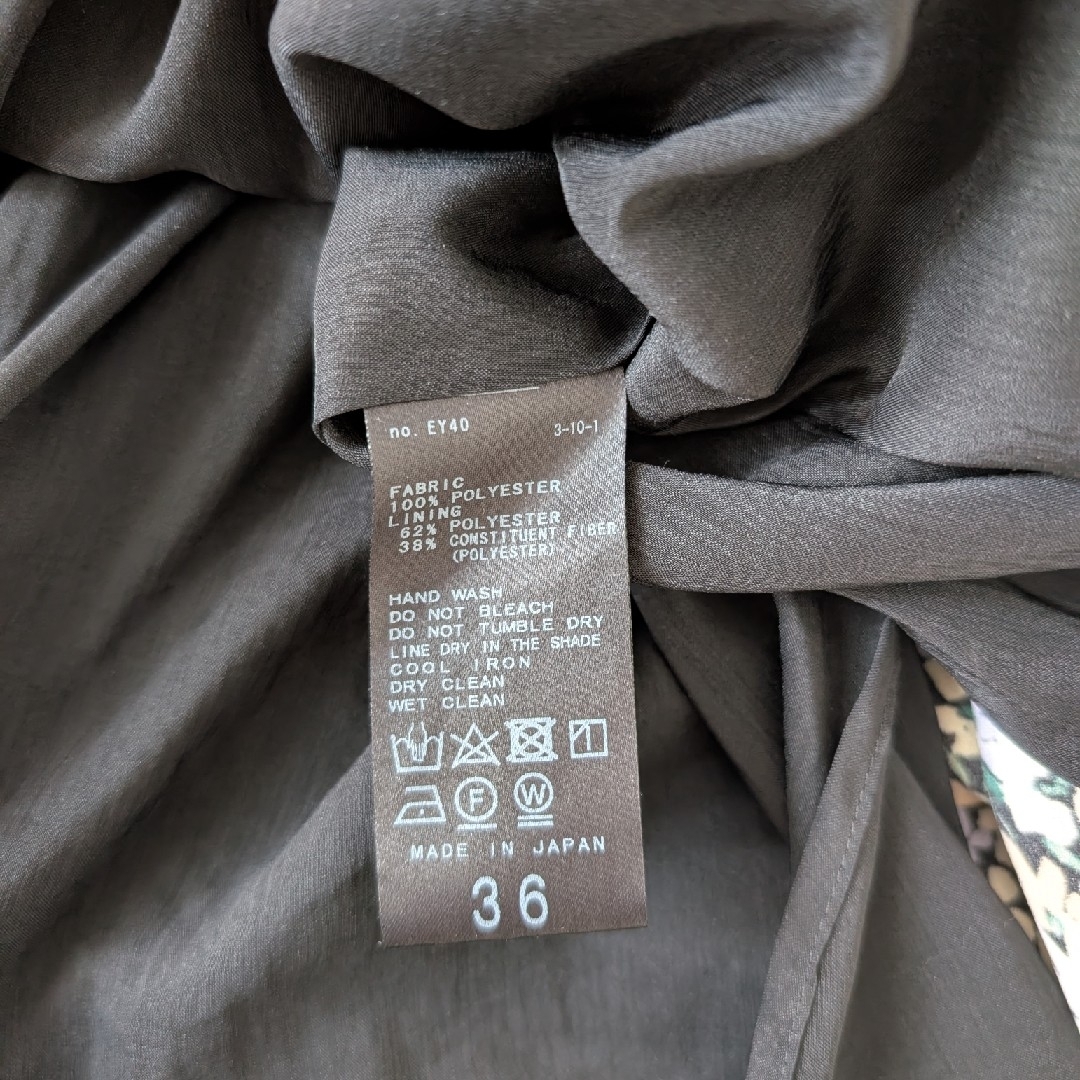 no. EY40 3-10-1
FABRIC
100% POLYESTER
LINING
62% POLYESTER
38% CONSTITUENT FIBER
(POLYESTER)
HAND WASH
DO NOT BLEACH
DO NOT TUMBLE DRY
LINE DRY IN THE SHADE
COOL IRON
DRY CLEAN
WET CLEAN
F W
MADE IN JAPAN
36